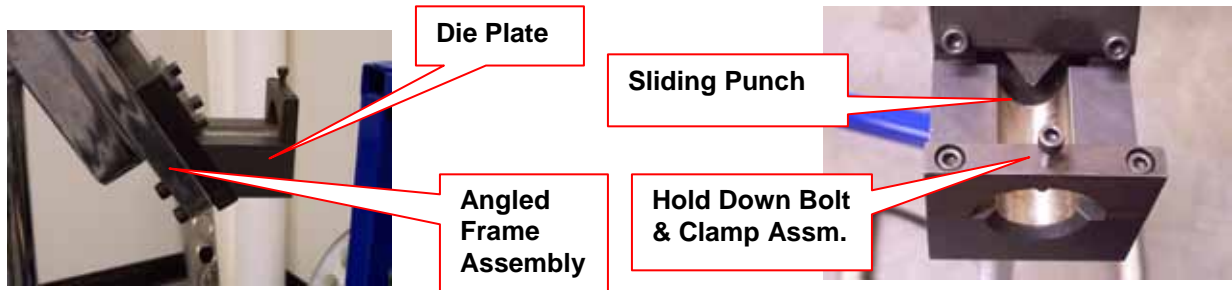 Die Plate
Sliding Punch
Angled
Frame
Assembly
Hold Down Bolt
& Clamp Assm.